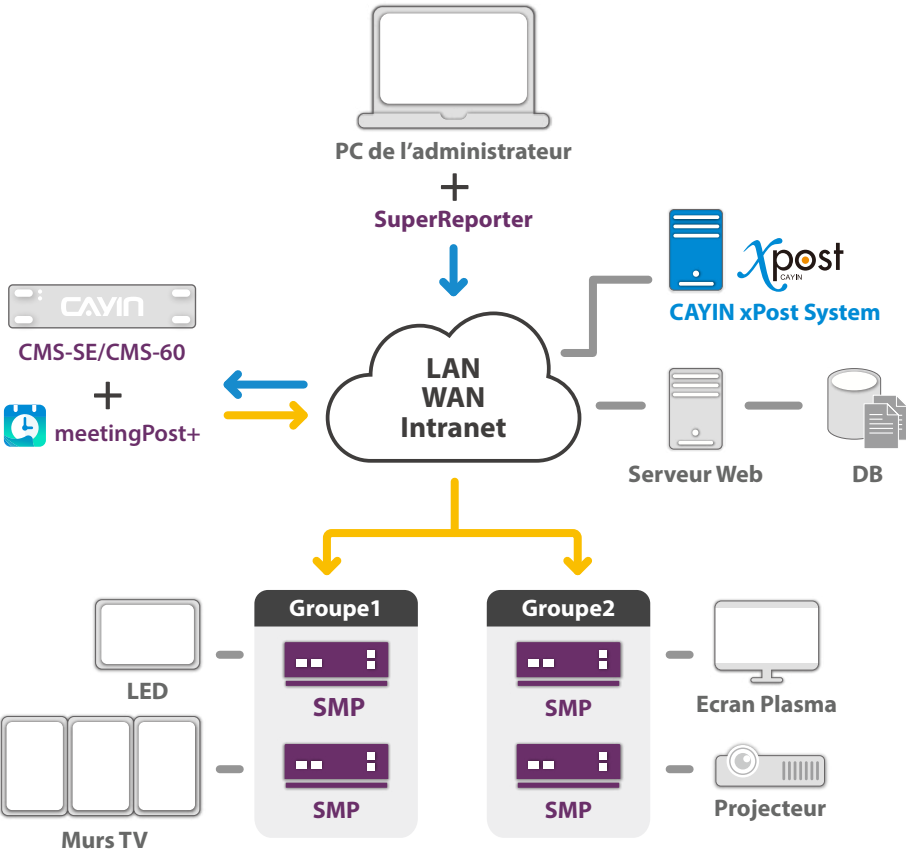 PC de l’administrateur
+
SuperReporter
Xpost
CAYIN
CAYIN xPost System
CAYIN
CMS-SE/CMS-60
+
meetingPost+
LAN
WAN
Intranet
Serveur Web
DB
Groupe1
Groupe2
LED
SMP
SMP
Ecran Plasma
Murs TV
SMP
SMP
Projecteur